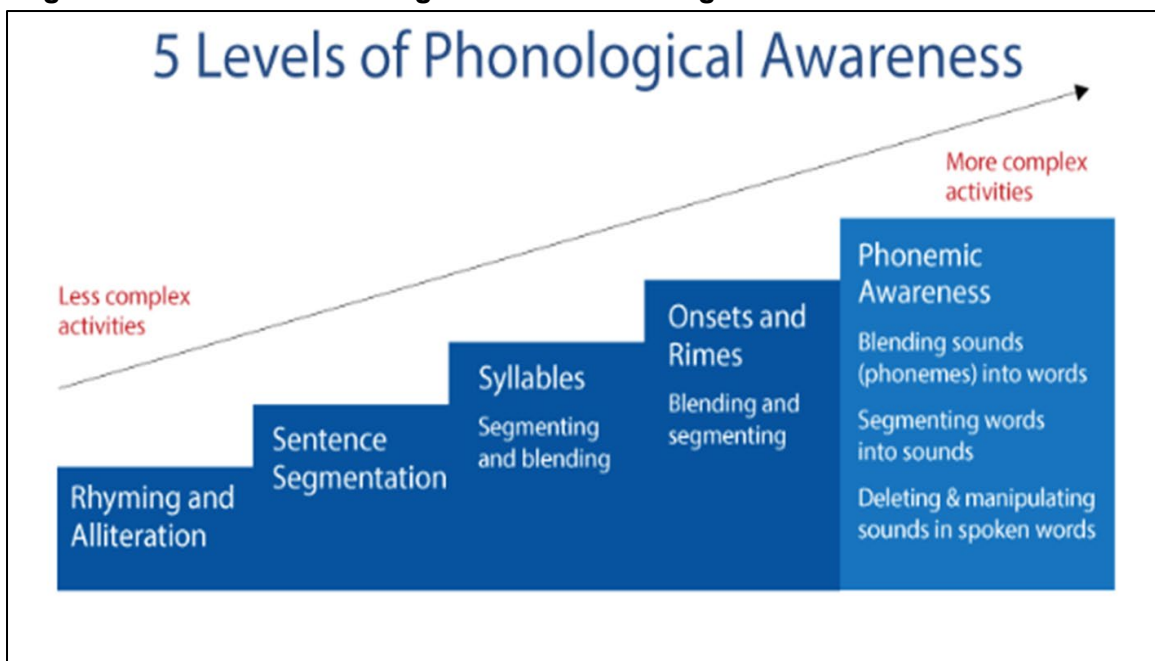 5 Levels of Phonological Awareness
More complex
activities
Less complex
activities
Rhyming and
Alliteration
Sentence
Segmentation
Syllables
Segmenting
and blending
Onsets and
Rimes
Blending and
segmenting
Phonemic
Awareness
Blending sounds
(phonemes) into words
Segmenting words
into sounds
Deleting & manipulating
sounds in spoken words